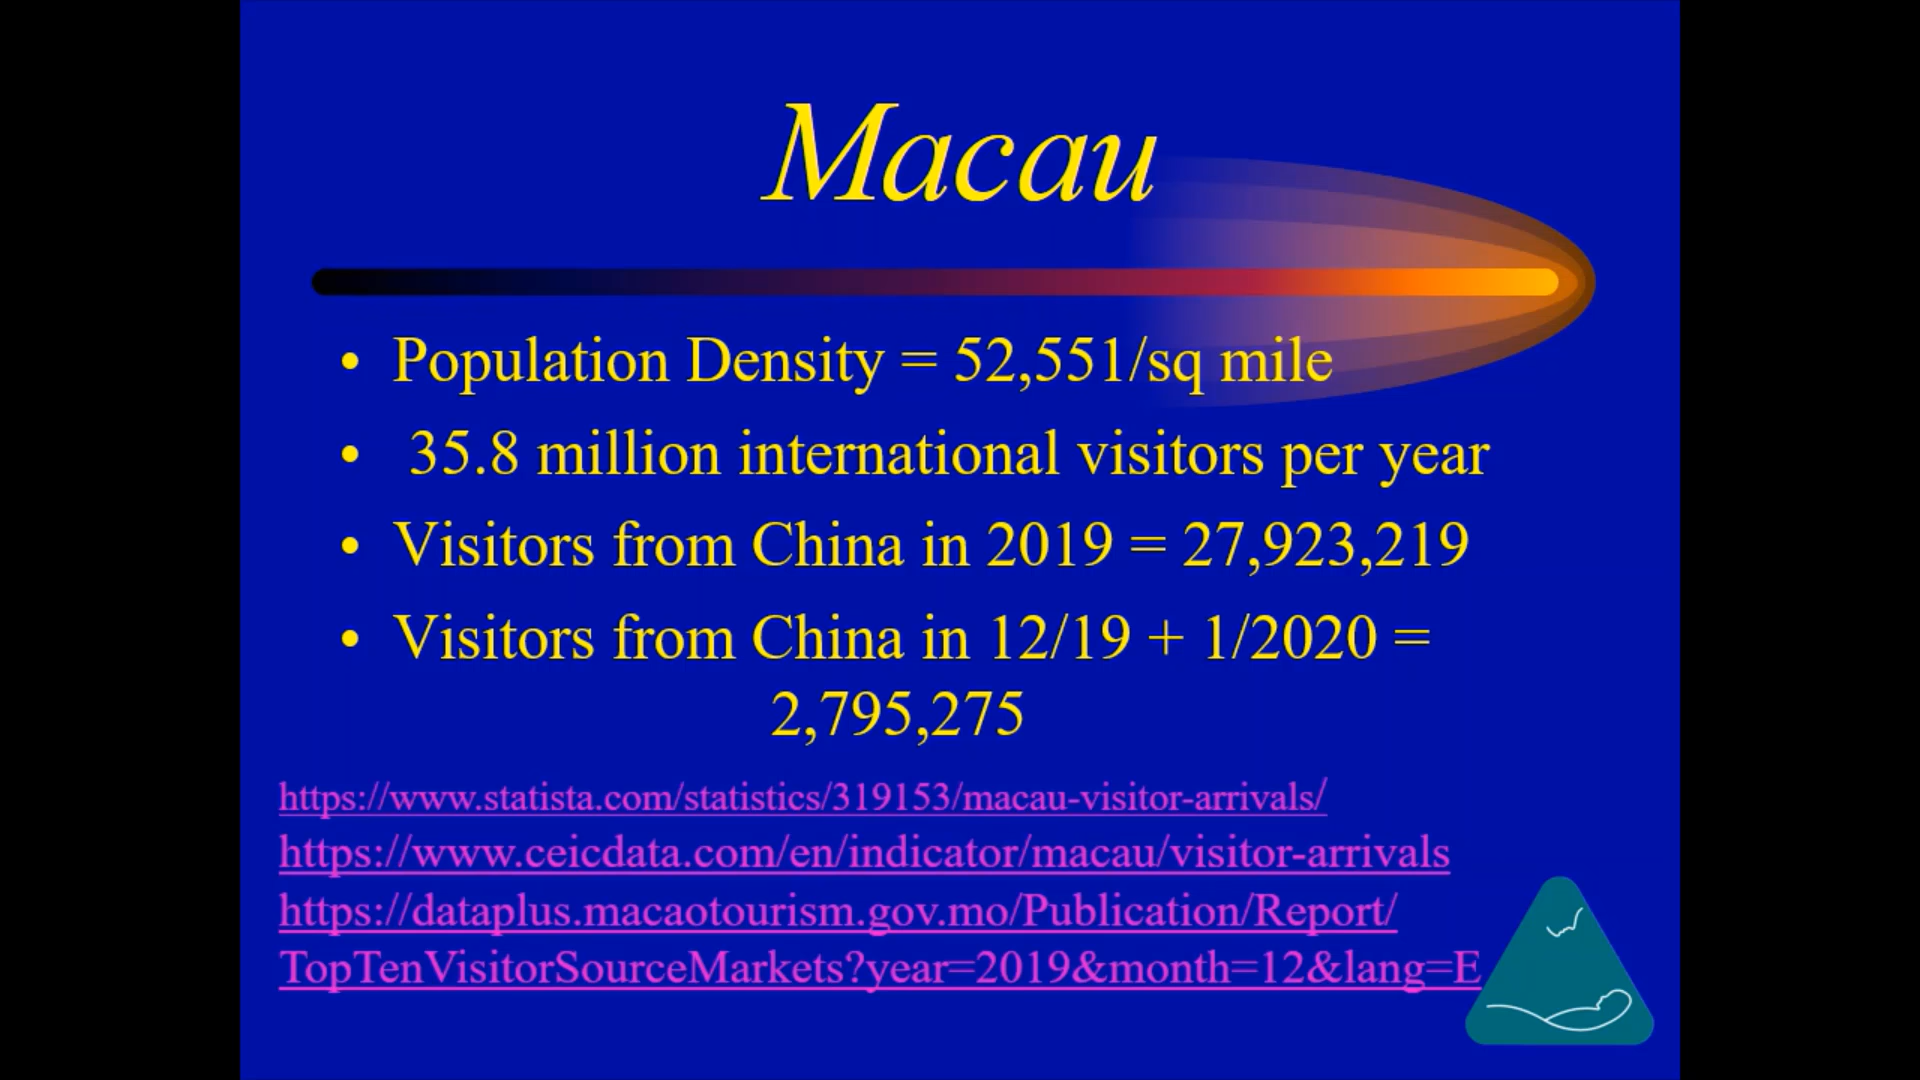 Macau
• Population Density = 52,551/sq mile
• 35.8 million international visitors per year
• Visitors from China in 2019 = 27,923,219
• Visitors from China in 12/19 + 1/2020 =
2,795,275
https://www.statista.com/statistics/319153/macau-visitor-arrivals/
https://www.ceicdata.com/en/indicator/macau/visitor-arrivals
https://dataplus.macaotourism.gov.mo/Publication/Report/
TopTenVisitorSourceMarkets?year=2019&month=12&lang=E